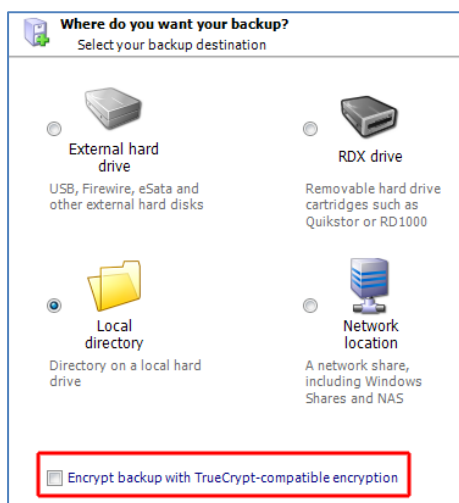 Where do you want your backup?
Select your backup destination
External hard
drive
USB, Firewire, eSata and
other external hard disks
RDX drive
Removable hard drive
cartridges such as
Quikstor or RD1000
Local
directory
Directory on a local hard
drive
Network
location
A network share,
including Windows
Shares and NAS
Encrypt backup with TrueCrypt-compatible encryption